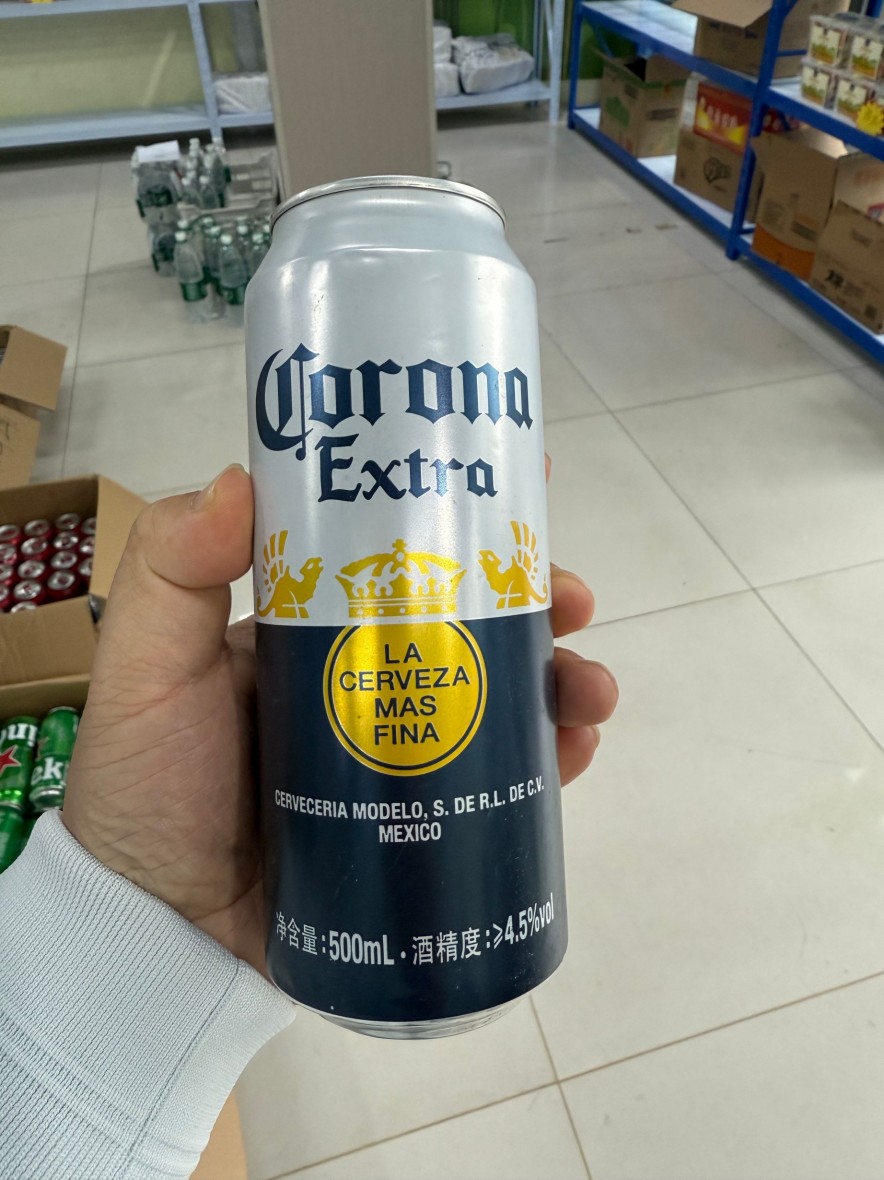 Corona
Extra
LA
CERVEZA
MAS
FINA
CERVECERIA MODELO, S. DE R.L. DE C.V.
MEXICO
净含量:500mL·酒精度:≥4.5%vol